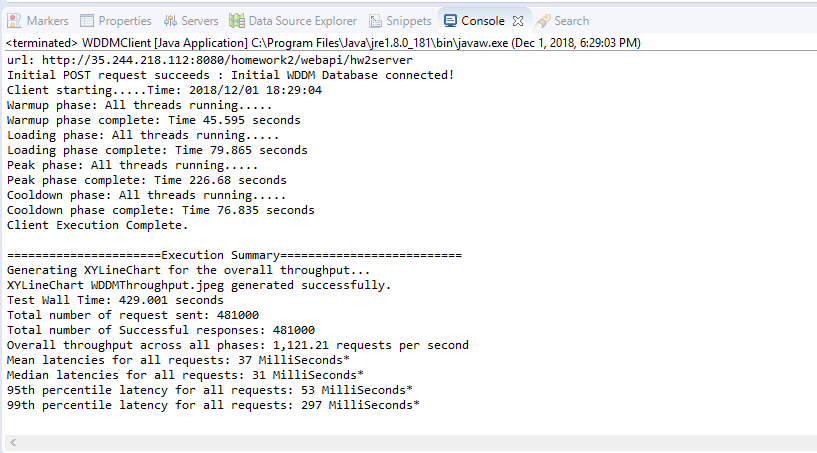 Markers Properties Servers Data Source Explorer Snippets Console Search
<terminated> WDDMClient [Java Application] C:\Program Files\Java\jre1.8.0_181\bin\javaw.exe (Dec 1, 2018, 6:29:03 PM)
url: http://35.244.218.112:8080/homework2/webapi/hw2server
Initial POST request succeeds : Initial WDDM Database connected!
Client starting.....Time: 2018/12/01 18:29:04
Warmup phase: All threads running.....
Warmup phase complete: Time 45.595 seconds
Loading phase: All threads running.....
Loading phase complete: Time 79.865 seconds
Peak phase: All threads running.....
Peak phase complete: Time 226.68 seconds
Cooldown phase: All threads running.....
Cooldown phase complete: Time 76.835 seconds
Client Execution Complete.
======================Execution Summary==========================
Generating XYLineChart for the overall throughput...
XYLineChart WDDMThroughput.jpeg generated successfully.
Test Wall Time: 429.001 seconds
Total number of request sent: 481000
Total number of Successful responses: 481000
Overall throughput across all phases: 1,121.21 requests per second
Mean latencies for all requests: 37 MilliSeconds*
Median latencies for all requests: 31 MilliSeconds*
95th percentile latency for all requests: 53 MilliSeconds*
99th percentile latency for all requests: 297 MilliSeconds*